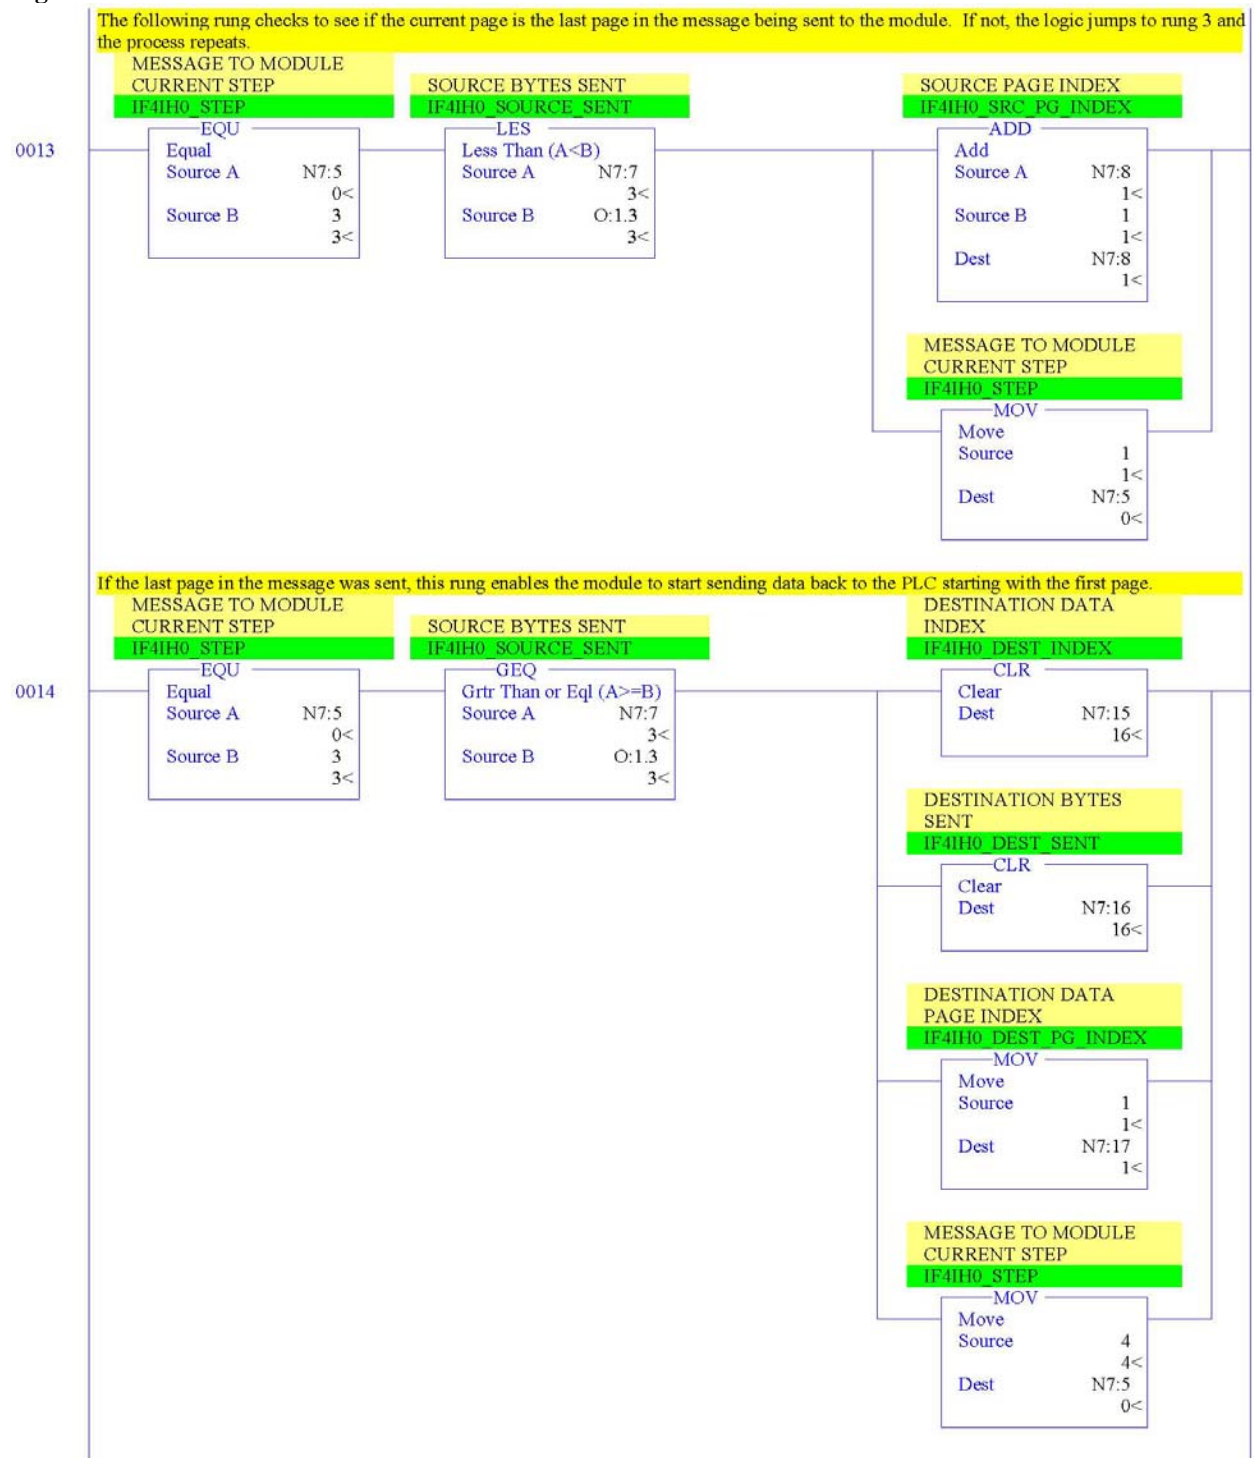 The following rung checks to see if the current page is the last page in the message being sent to the module.  If not, the logic jumps to rung 3 and
the process repeats.
MESSAGE TO MODULE
CURRENT STEP
IF4IH0_STEP
EQU
Equal
Source A N7:5
0<
Source B 3
3<
SOURCE BYTES SENT
IF4IH0_SOURCE_SENT
LES
Less Than (A<B)
Source A N7:7
3<
Source B O:1.3
3<
SOURCE PAGE INDEX
IF4IH0_SRC_PG_INDEX
ADD
Add
Source A N7:8
1<
Source B 1
1<
Dest N7:8
1<
0013
MESSAGE TO MODULE
CURRENT STEP
IF4IH0_STEP
MOV
Move
Source 1
1<
Dest N7:5
0<
If the last page in the message was sent, this rung enables the module to start sending data back to the PLC starting with the first page.
MESSAGE TO MODULE
CURRENT STEP
IF4IH0_STEP
EQU
Equal
Source A N7:5
0<
Source B 3
3<
SOURCE BYTES SENT
IF4IH0_SOURCE_SENT
GEQ
Grtr Than or Eql (A>=B)
Source A N7:7
3<
Source B O:1.3
3<
DESTINATION DATA
INDEX
IF4IH0_DEST_INDEX
CLR
Clear
Dest N7:15
16<
0014
DESTINATION BYTES
SENT
IF4IH0_DEST_SENT
CLR
Clear
Dest N7:16
16<
DESTINATION DATA
PAGE INDEX
IF4IH0_DEST_PG_INDEX
MOV
Move
Source 1
1<
Dest N7:17
1<
MESSAGE TO MODULE
CURRENT STEP
IF4IH0_STEP
MOV
Move
Source 4
4<
Dest N7:5
0<